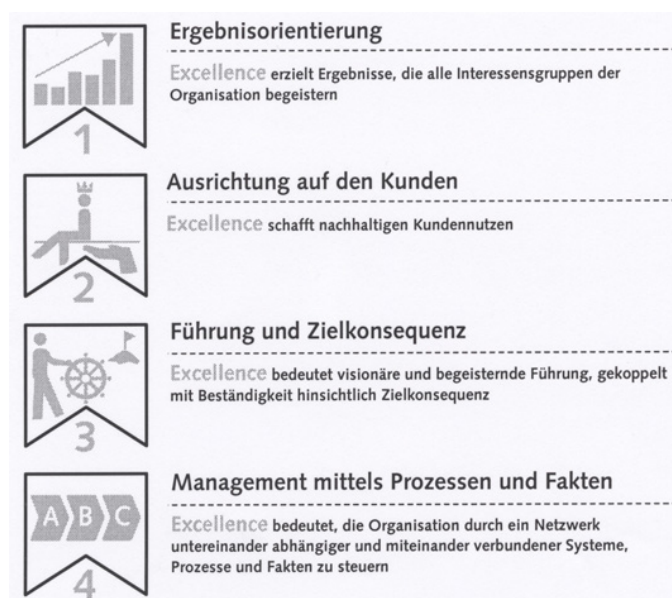 Ergebnisorientierung
Excellence erzielt Ergebnisse, die alle Interessensgruppen der
Organisation begeistern
1
Ausrichtung auf den Kunden
Excellence schafft nachhaltigen Kundennutzen
2
Führung und Zielkonsequenz
Excellence bedeutet visionäre und begeisternde Führung, gekoppelt
mit Beständigkeit hinsichtlich Zielkonsequenz
3
Management mittels Prozessen und Fakten
A B C
Excellence bedeutet, die Organisation durch ein Netzwerk
untereinander abhängiger und miteinander verbundener Systeme,
Prozesse und Fakten zu steuern
4